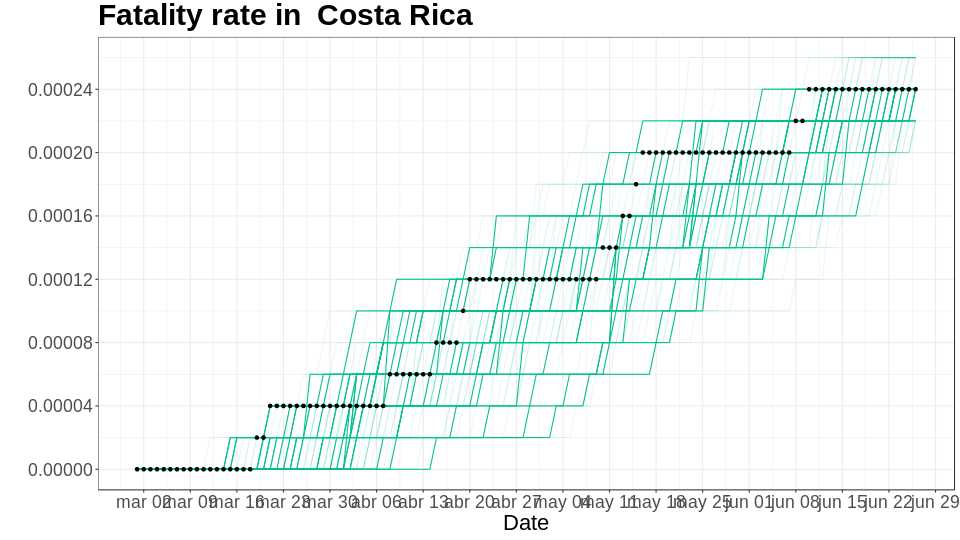 Fatality rate in  Costa Rica
0.00024
0.00020
0.00016
0.00012
0.00008
0.00004
0.00000
mar 02 mar 09 mar 16 mar 23 mar 30 abr 06 abr 13 abr 20 abr 27 may 04 may 11 may 18 may 25 jun 01 jun 08 jun 15 jun 22 jun 29
Date